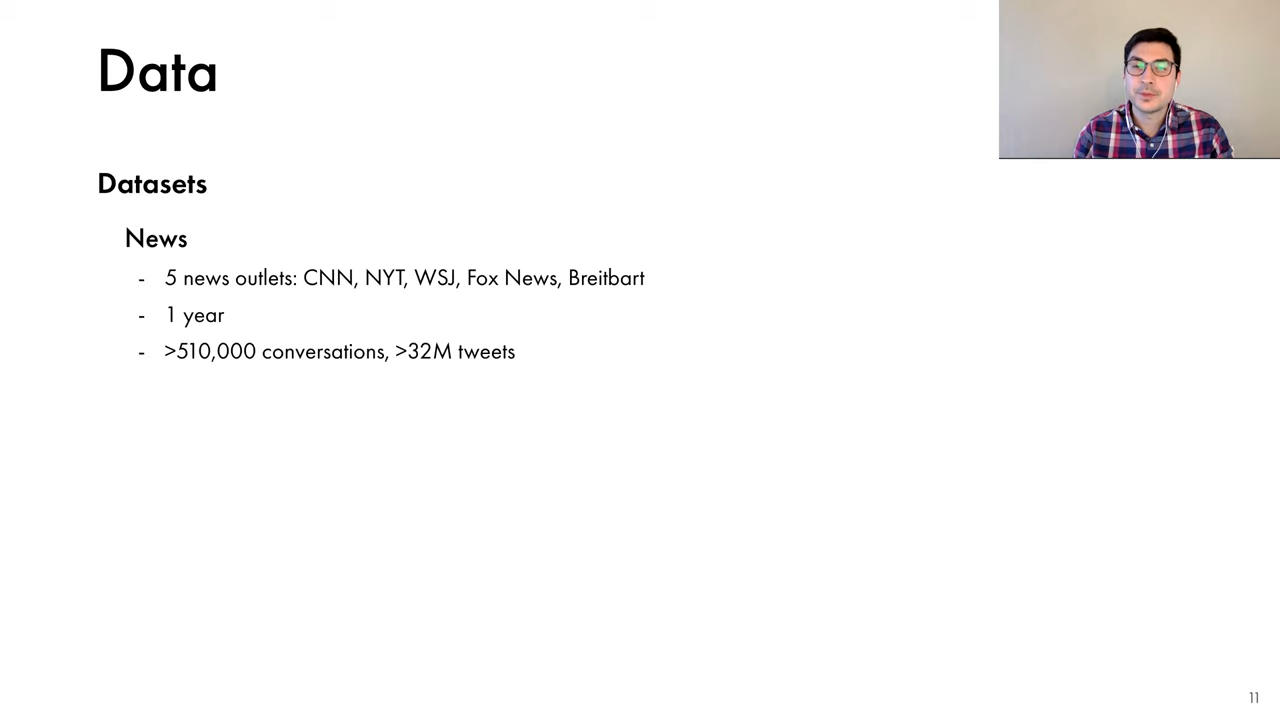 Data
Datasets
News
- 5 news outlets: CNN, NYT, WSJ, Fox News, Breitbart
- 1 year
- >510,000 conversations, >32M tweets
11